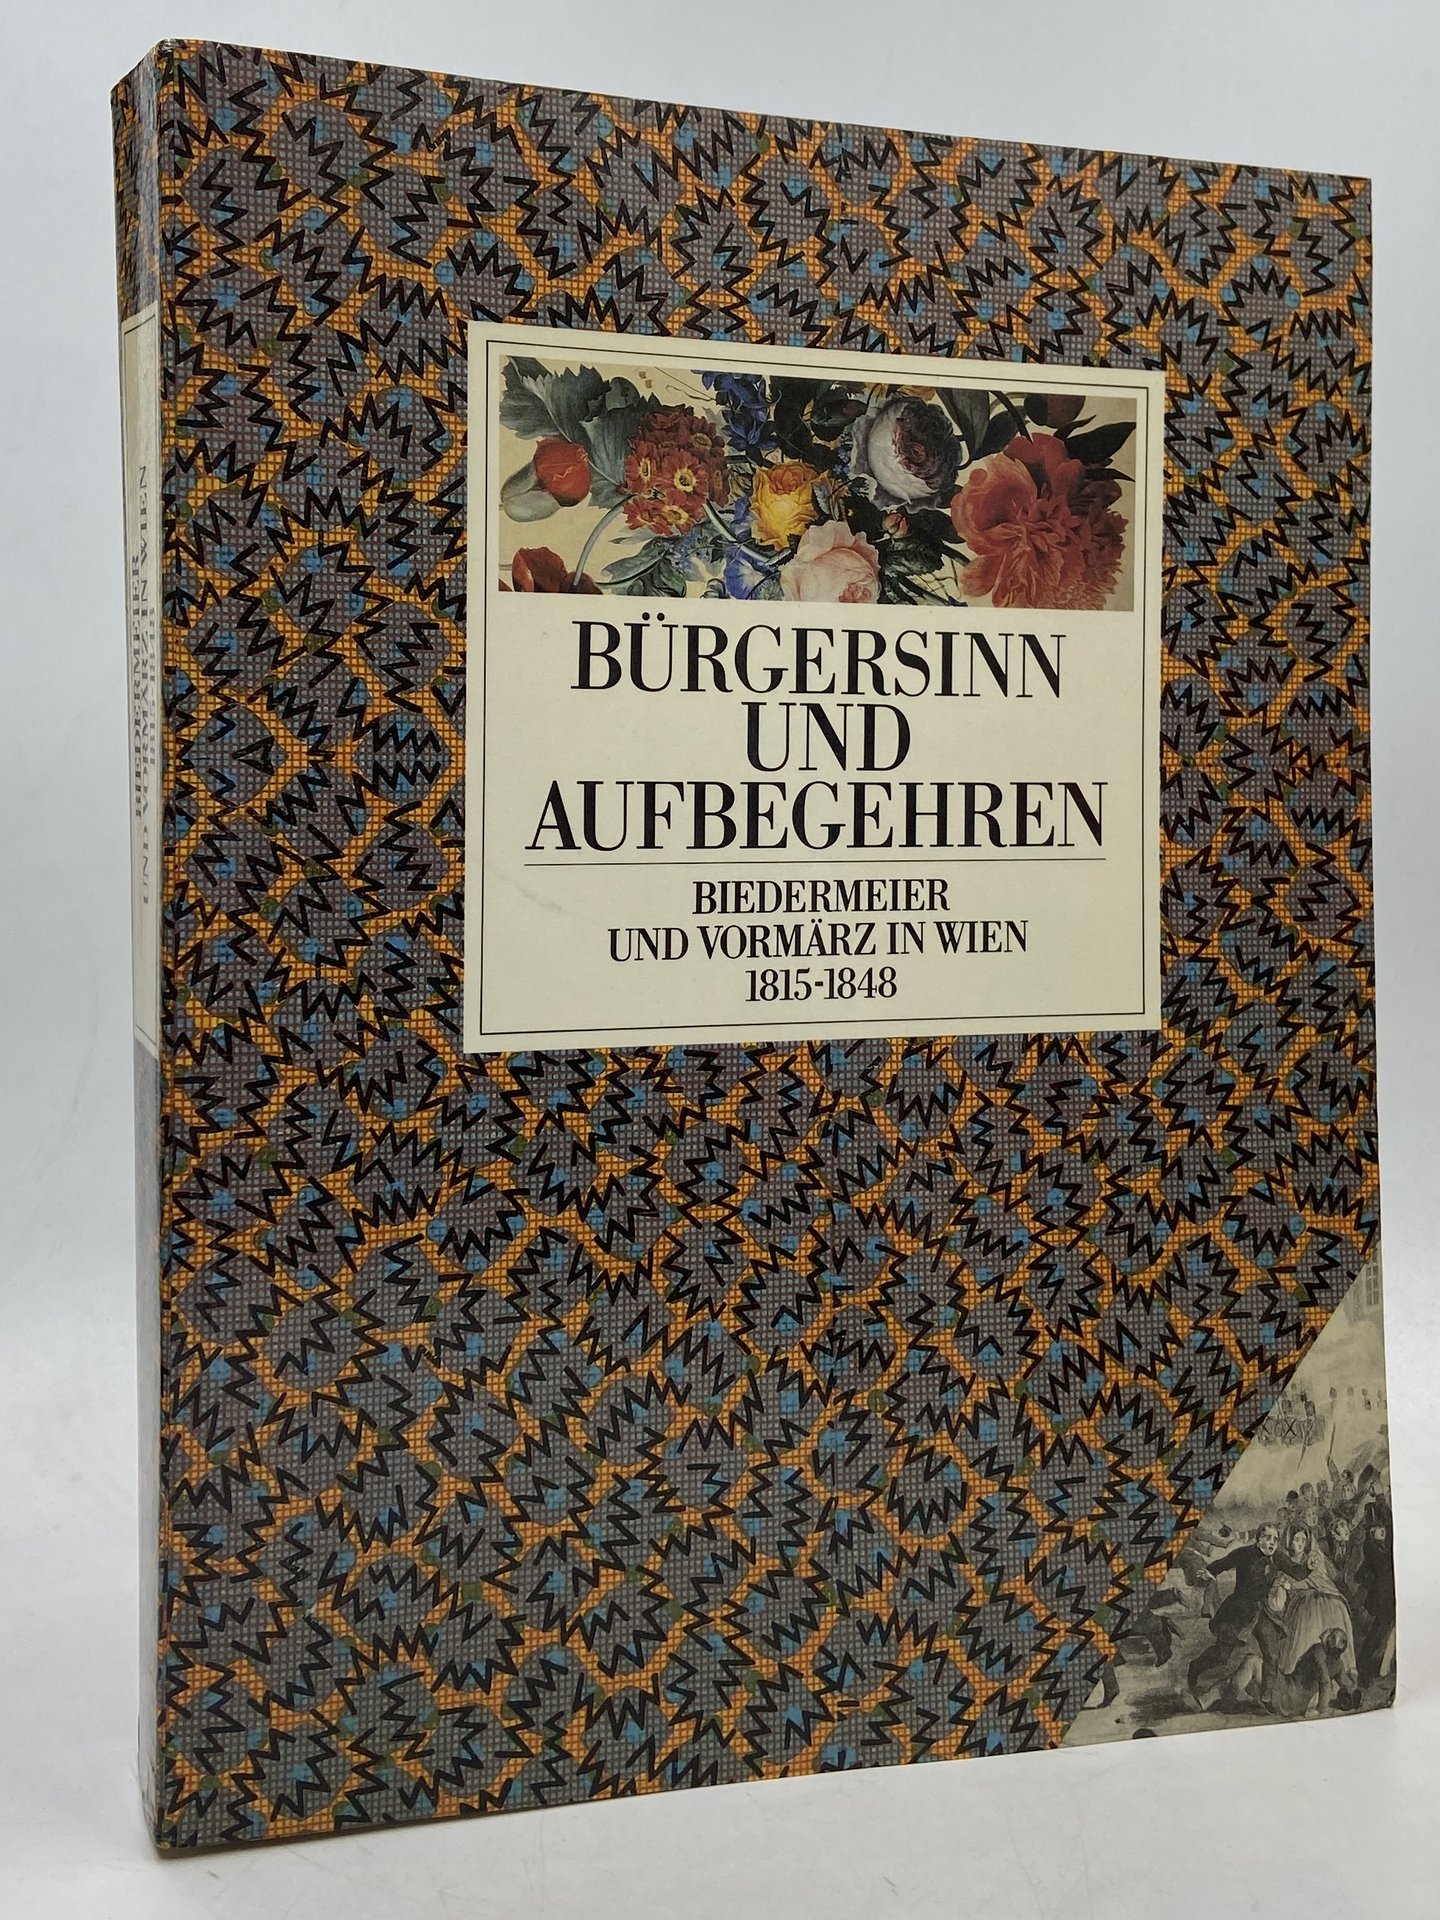 BÜRGERSINN
UND
AUFBEGEHREN
BIEDERMEIER
UND VORMÄRZ IN WIEN
1815-1848
BIEDERMEIER
UND VORMÄRZ IN WIEN